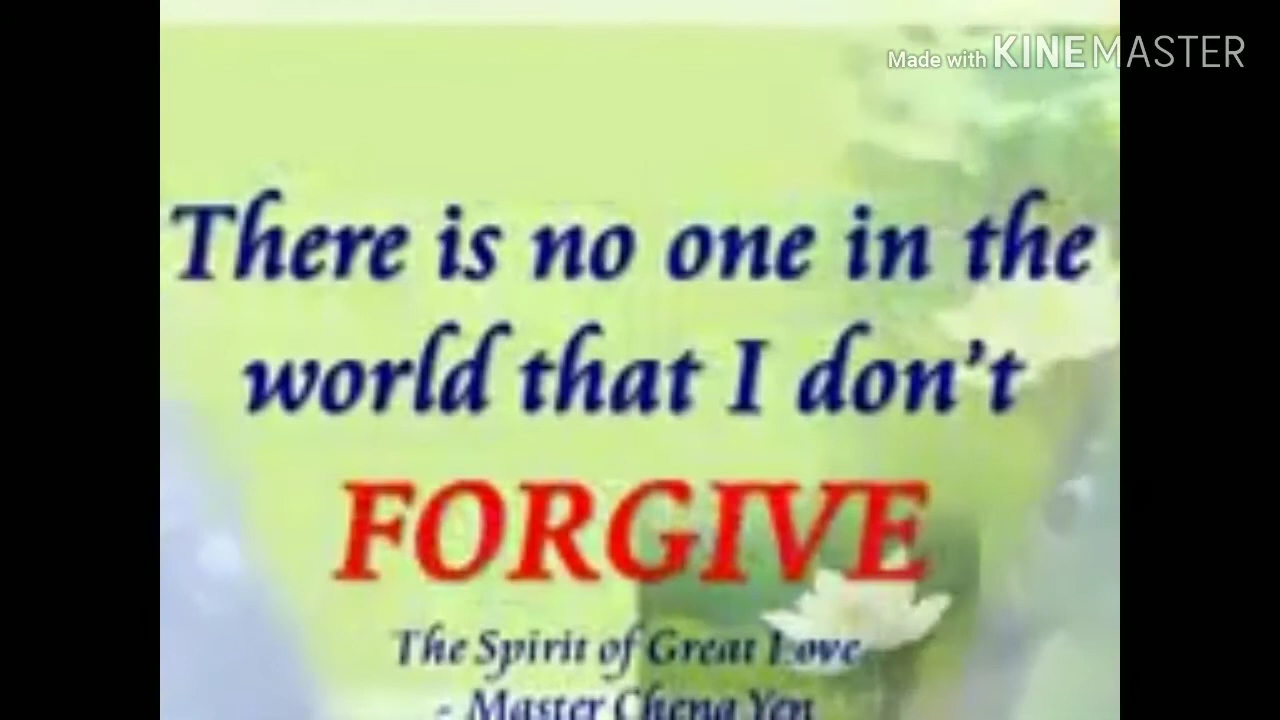 Made with KINEMASTER
There is no one in the
world that I don't
FORGIVE
The Spirit of Great Love
- Master Cheng Yen